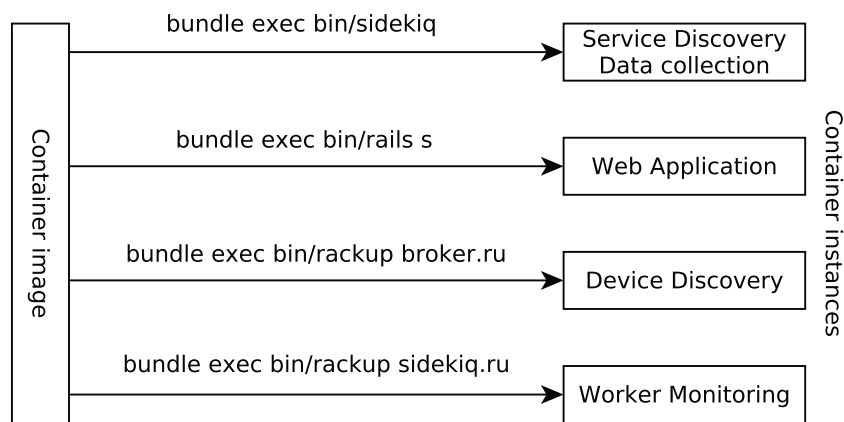 Container image
bundle exec bin/sidekiq
Service Discovery
Data collection
bundle exec bin/rails s
Web Application
bundle exec bin/rackup broker.ru
Device Discovery
bundle exec bin/rackup sidekiq.ru
Worker Monitoring
Container instances